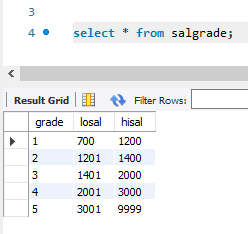 3
4 select * from salgrade;
Result Grid Filter Rows:
grade losal hisal
1 700 1200
2 1201 1400
3 1401 2000
4 2001 3000
5 3001 9999